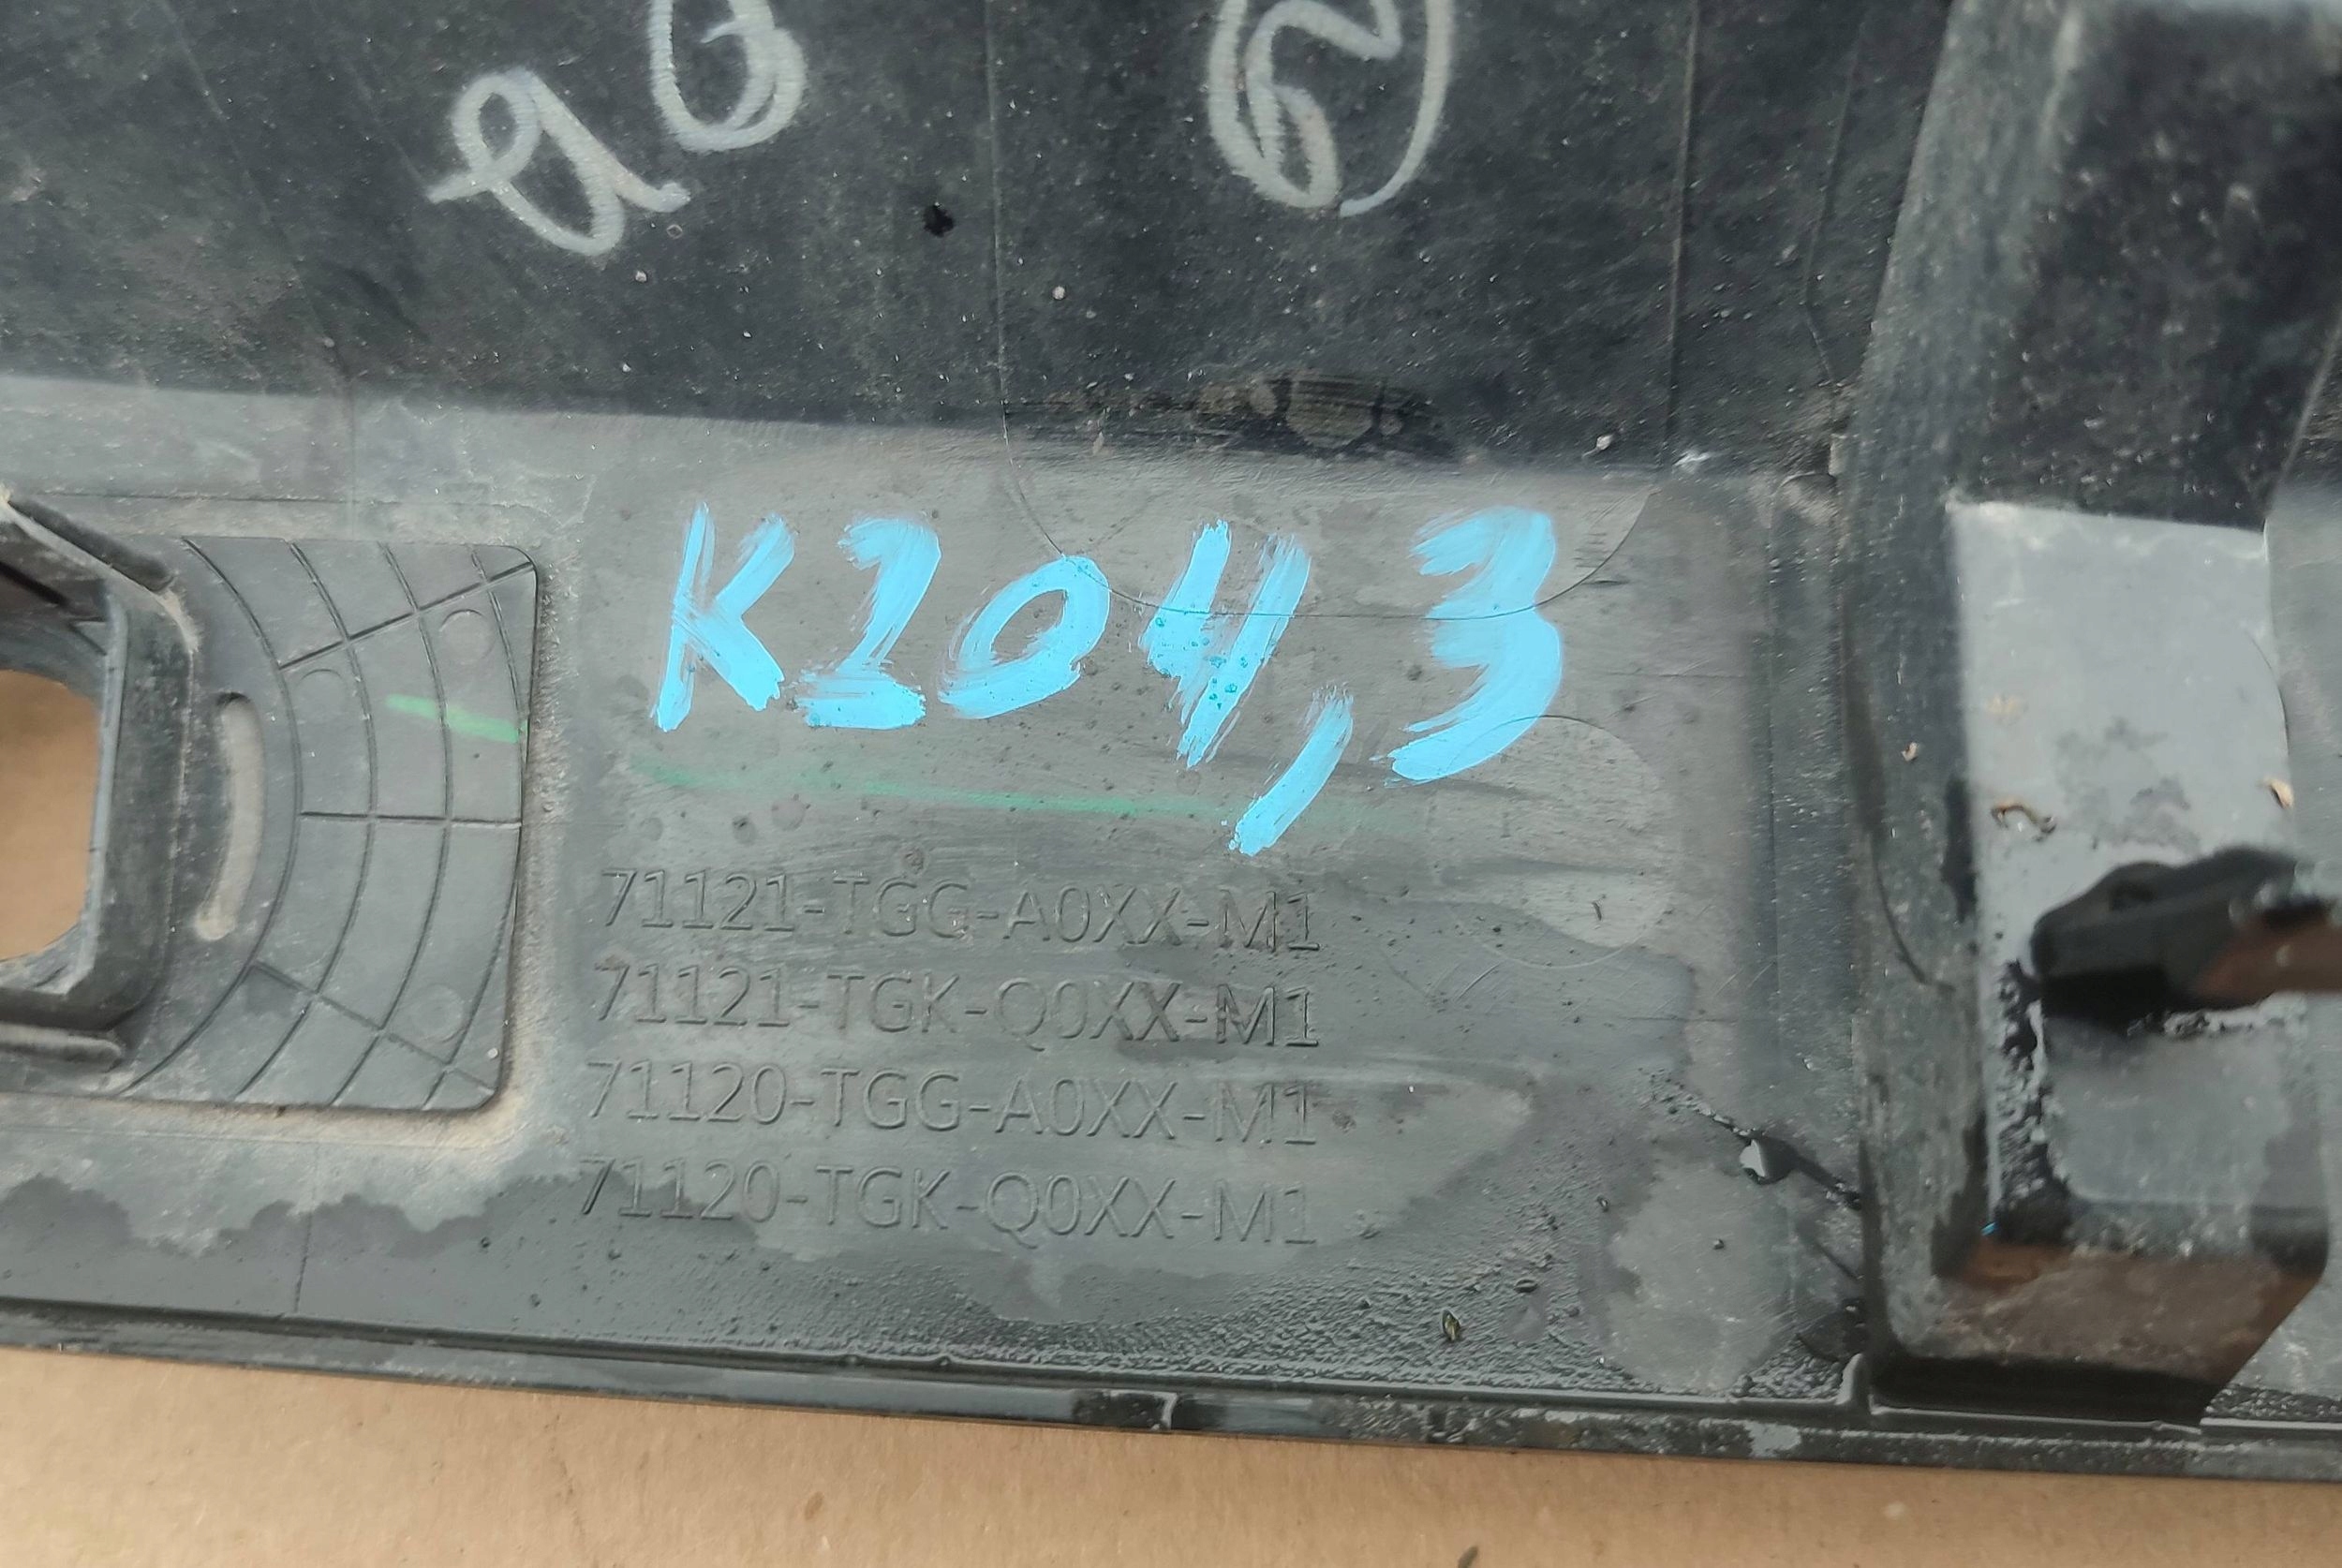 K204,3
71121-TGG-A0XX-M1
71121-TGK-Q0XX-M1
71120-TGG-A0XX-M1
71120-TGK-Q0XX-M1